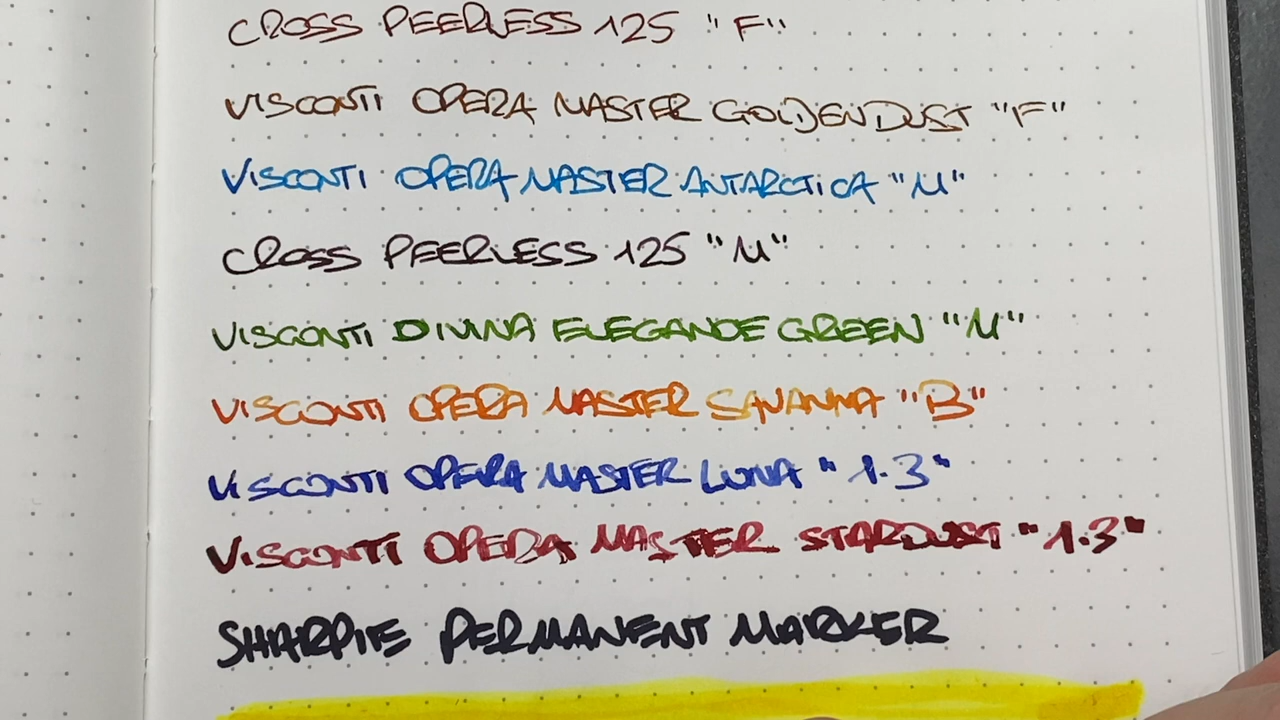 CROSS PEERLESS 125 "F"
VISCONTI OPERA MASTER GOLDENDUST "F"
VISCONTI OPERA MASTER ANTARCTICA "M"
CROSS PEERLESS 125 "M"
VISCONTI DIVINA ELEGANCE GREEN "M"
VISCONTI OPERA MASTER SAVANNA "B"
VISCONTI OPERA MASTER LUNA "1.3"
VISCONTI OPERA MASTER STARDUST "1.3"
SHARPIE PERMANENT MARKER